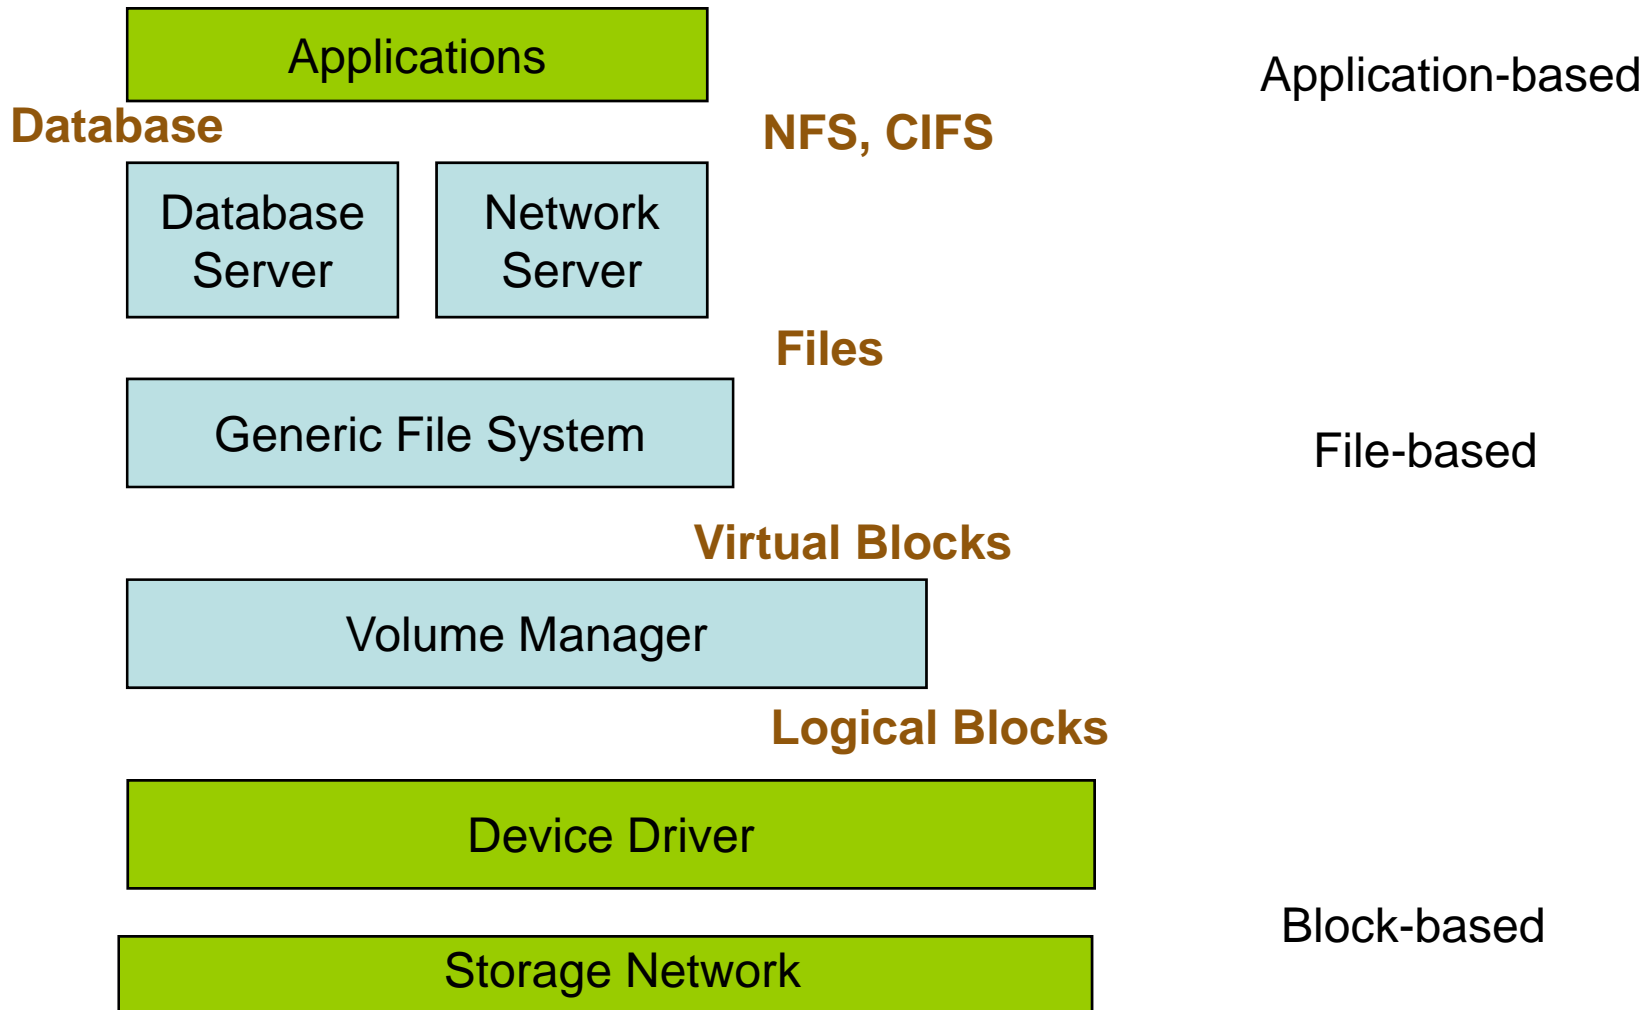 Applications
Application-based
Database
NFS, CIFS
Database
Server
Network
Server
Files
Generic File System
File-based
Virtual Blocks
Volume Manager
Logical Blocks
Device Driver
Block-based
Storage Network